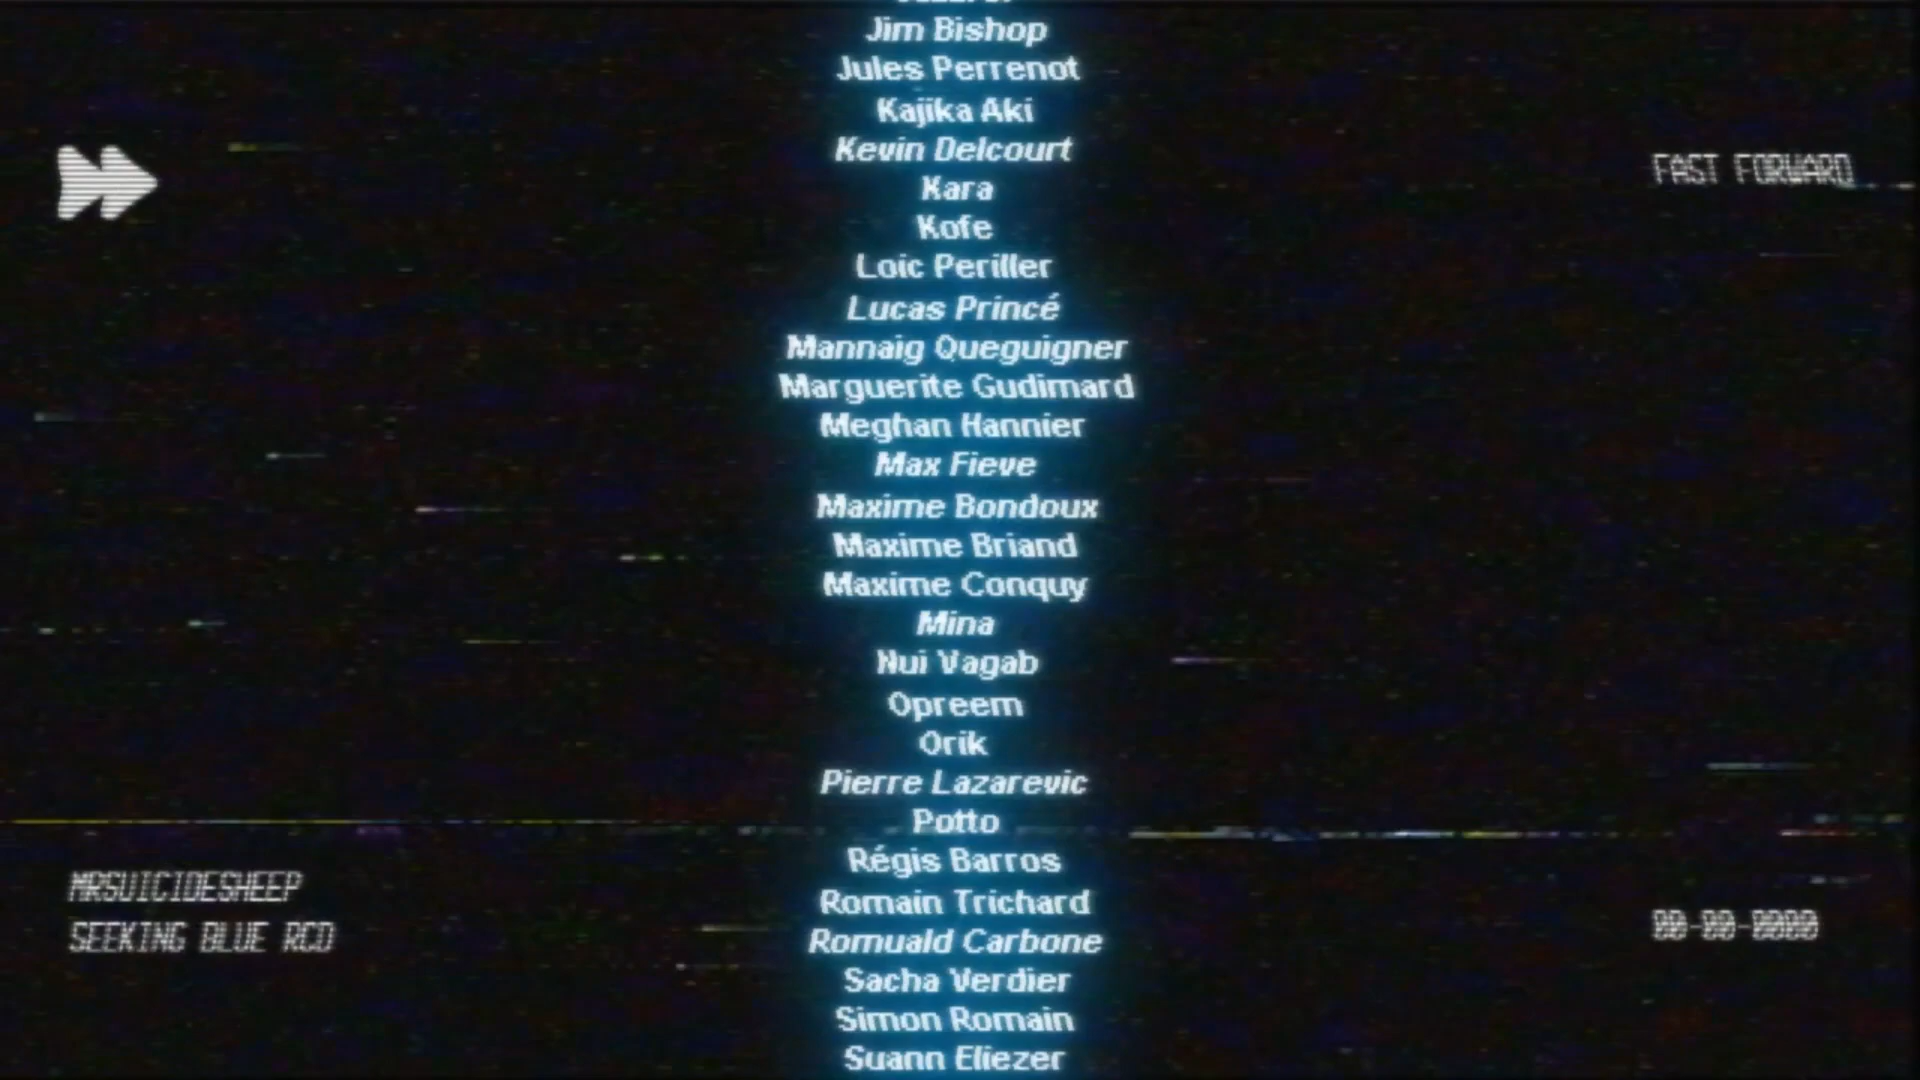 Jim Bishop
Jules Perrenot
Kajika Aki
Kevin Delcourt
Kara
Kofe
Loic Periller
Lucas Princé
Mannaig Queguigner
Marguerite Gudimard
Meghan Hannier
Max Fieve
Maxime Bondoux
Maxime Briand
Maxime Conquy
Mina
Nui Vagab
Opreem
Orik
Pierre Lazarevic
Potto
Régis Barros
Romain Trichard
Romuald Carbone
Sacha Verdier
Simon Romain
Suann Eliezer
FAST FORWARD
MRSUICIDESHEEP
SEEKING BLUE RCD
00-00-0000